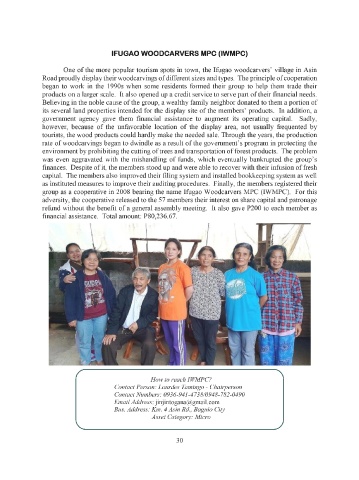 IFUGAO WOODCARVERS MPC (IWMPC)
One of the more popular tourism spots in town, the Ifugao woodcarvers' village in Asin
Road proudly display their woodcarvings of different sizes and types. The principle of cooperation
began to work in the 1990s when some residents formed their group to help them trade their
products on a larger scale. It also opened up a credit service to serve part of their financial needs.
Believing in the noble cause of the group, a wealthy family neighbor donated to them a portion of
its several land properties intended for the display site of the members' products. In addition, a
government agency gave them financial assistance to augment its operating capital. Sadly,
however, because of the unfavorable location of the display area, not usually frequented by
tourists, the wood products could hardly make the needed sale. Through the years, the production
rate of woodcarvings began to dwindle as a result of the government's program in protecting the
environment by prohibiting the cutting of trees and transportation of forest products. The problem
was even aggravated with the mishandling of funds, which eventually bankrupted the group's
finances. Despite of it, the members stood up and were able to recover with their infusion of fresh
capital. The members also improved their filing system and installed bookkeeping system as well
as instituted measures to improve their auditing procedures. Finally, the members registered their
group as a cooperative in 2008 bearing the name Ifugao Woodcarvers MPC (IWMPC). For this
adversity, the cooperative released to the 57 members their interest on share capital and patronage
refund without the benefit of a general assembly meeting. It also gave P200 to each member as
financial assistance. Total amount: P80,236.67.
How to reach IWMPC?
Contact Person: Lourdes Tamingo - Chairperson
Contact Numbers: 0936-941-4738/0948-782-0490
Email Address: jinjintogana@gmail.com
Bus. Address: Km. 4 Asin Rd., Baguio City
Asset Category: Micro
30